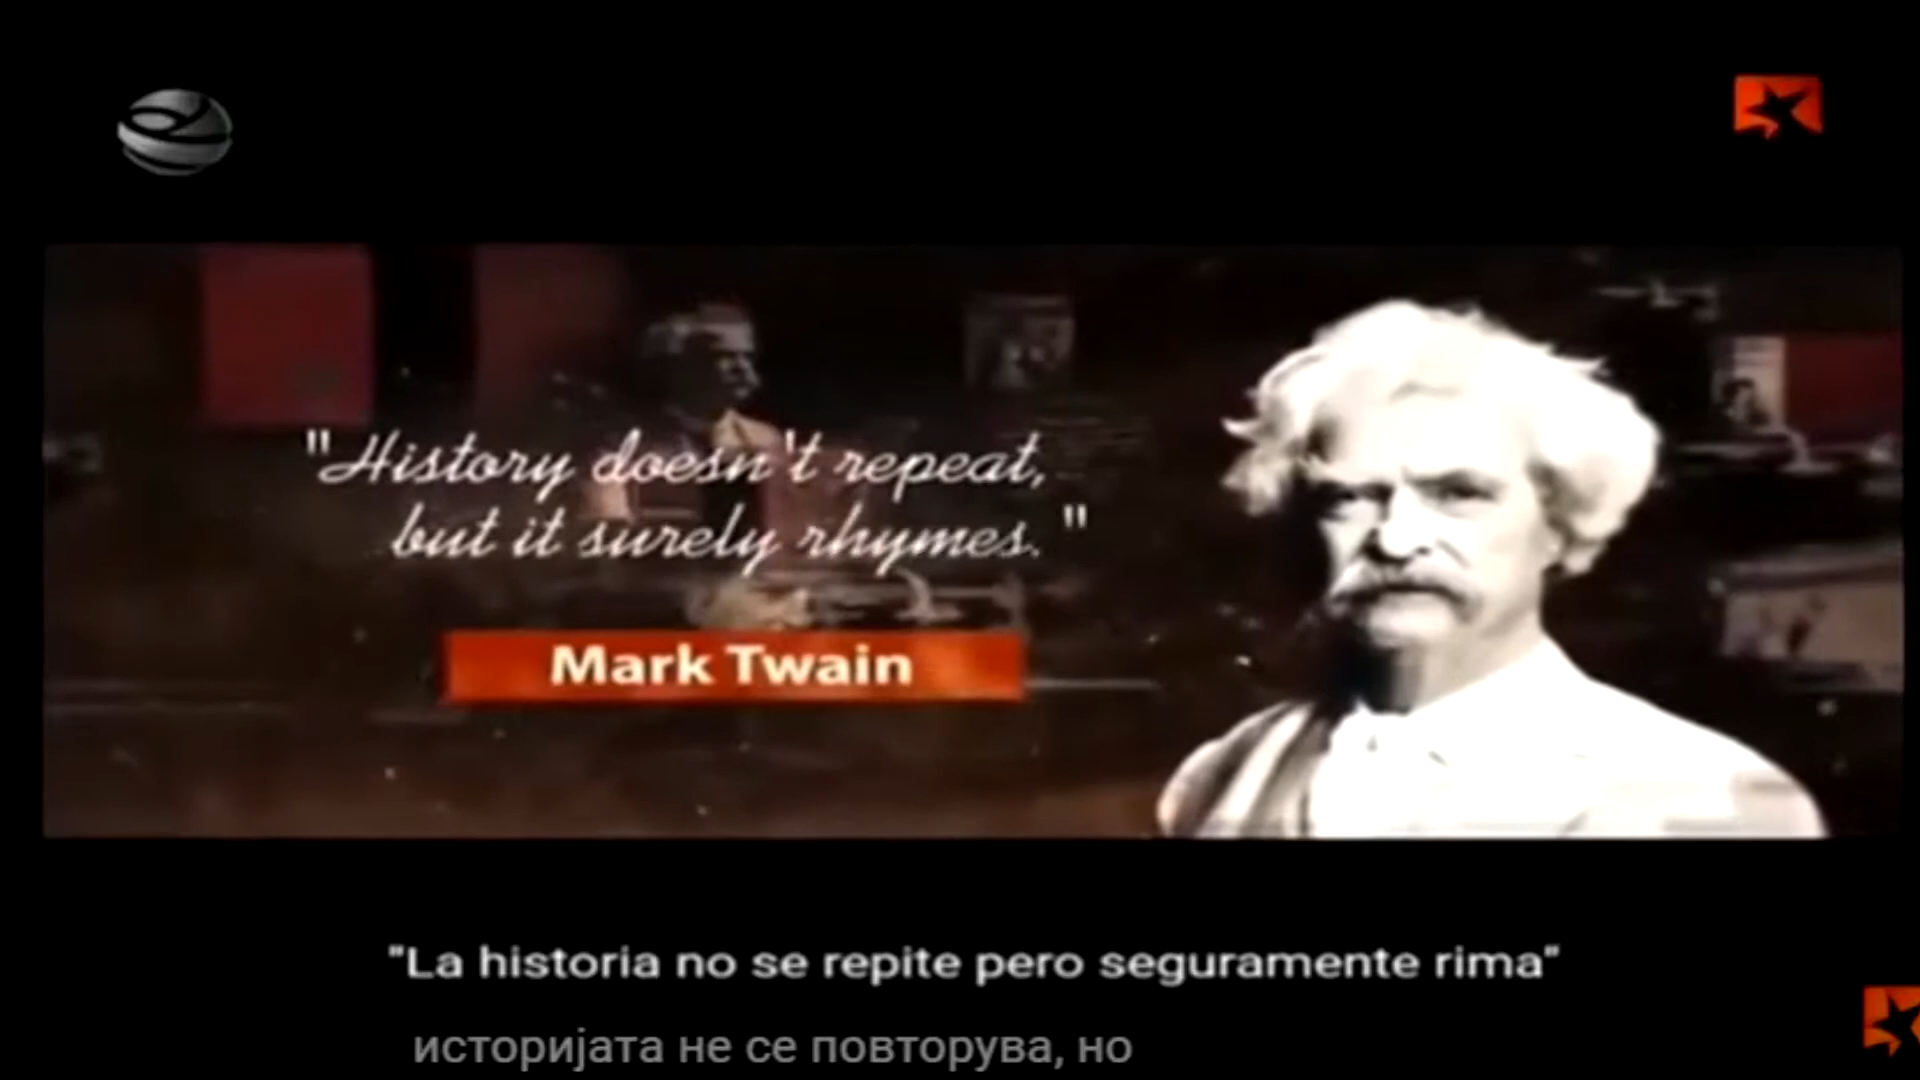 "History doesn't repeat,
but it surely rhymes."
Mark Twain
"La historia no se repite pero seguramente rima"
историјата не се повторува, но